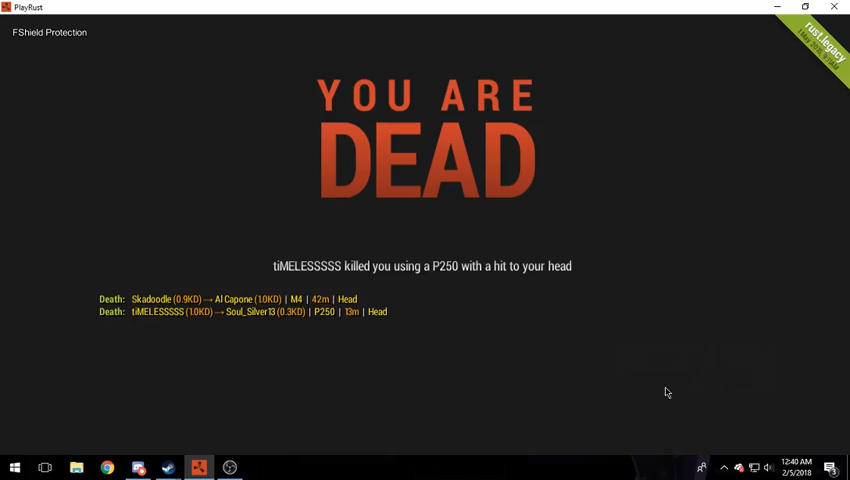 PlayRust
FShield Protection
rust.legacy
YOU ARE
DEAD
tiMELESSSSS killed you using a P250 with a hit to your head
Death: Skadoodle (0.9KD) → Al Capone (1.0KD) | M4 | 42m | Head
Death: tiMELESSSSS (1.0KD) → Soul_Silver13 (0.3KD) | P250 | 13m | Head
12:40 AM
2/5/2018
3